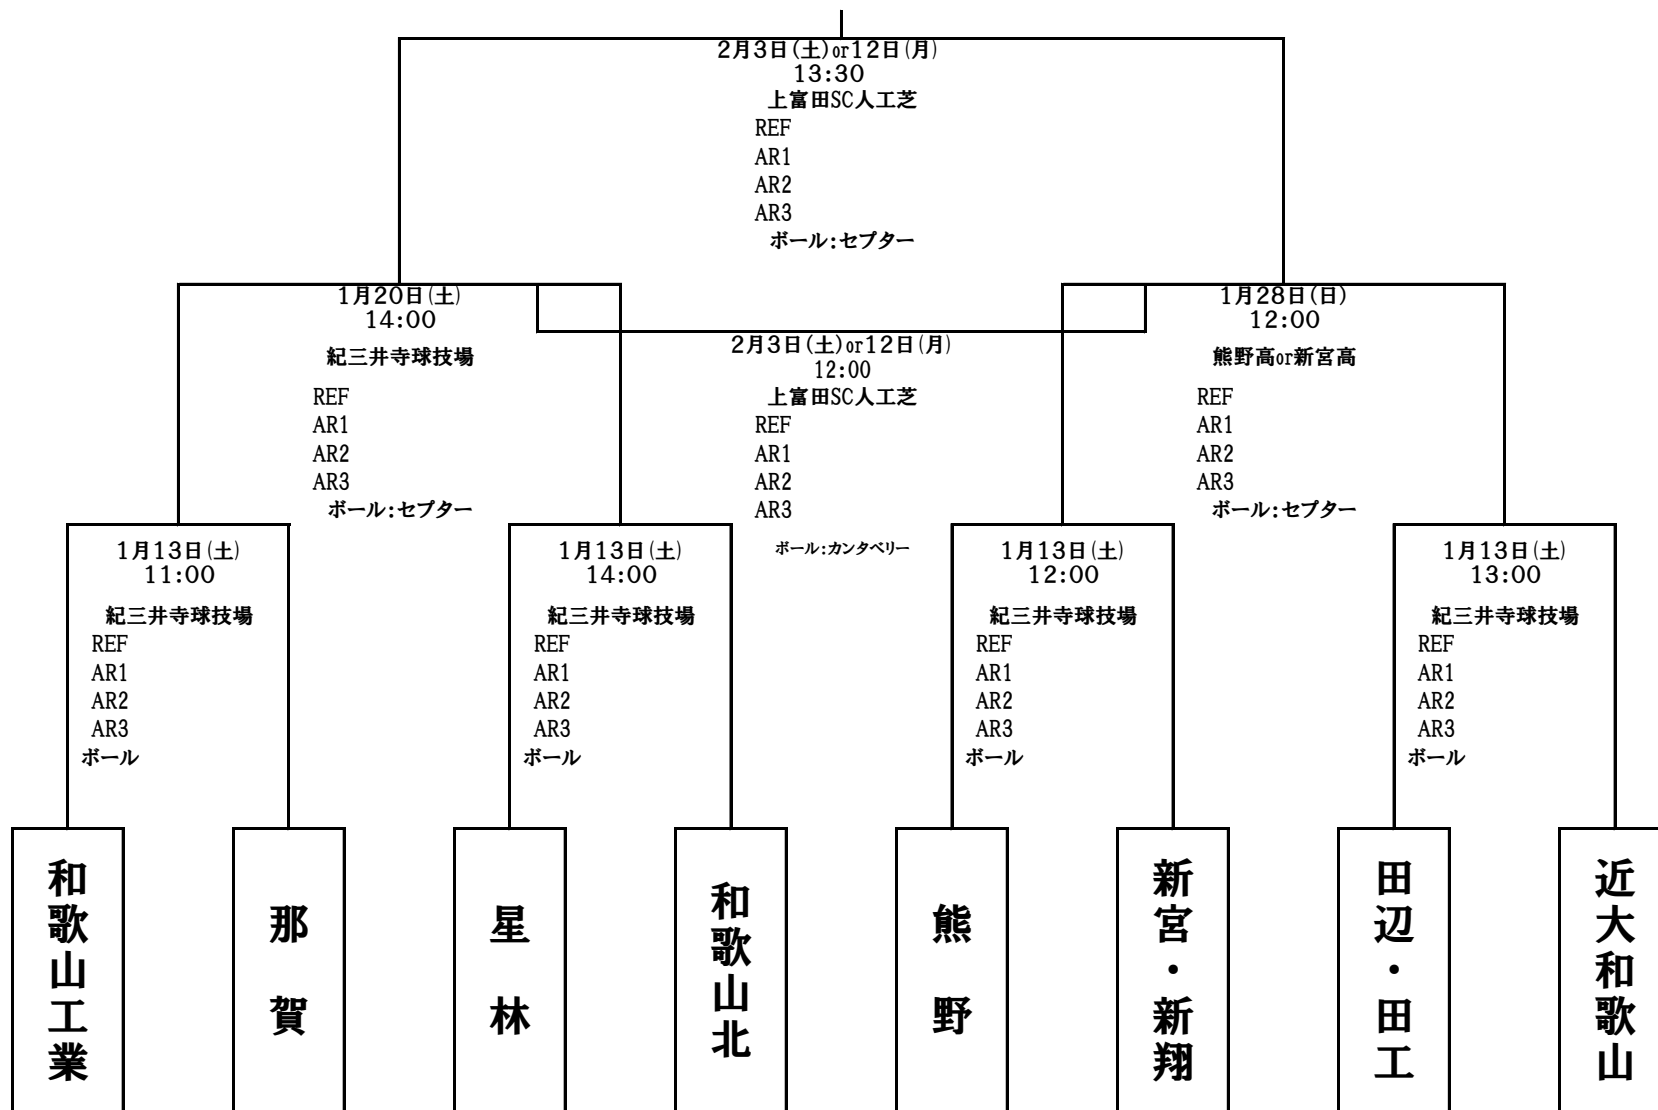 2月3日(土)or12日(月)
13:30
上富田SC人工芝
REF
AR1
AR2
AR3
ボール:セプター
1月20日(土)
14:00
紀三井寺球技場
REF
AR1
AR2
AR3
ボール:セプター
2月3日(土)or12日(月)
12:00
上富田SC人工芝
REF
AR1
AR2
AR3
ボール:カンタベリー
1月28日(日)
12:00
熊野高or新宮高
REF
AR1
AR2
AR3
ボール:セプター
1月13日(土)
11:00
紀三井寺球技場
REF
AR1
AR2
AR3
ボール
1月13日(土)
14:00
紀三井寺球技場
REF
AR1
AR2
AR3
ボール
1月13日(土)
12:00
紀三井寺球技場
REF
AR1
AR2
AR3
ボール
1月13日(土)
13:00
紀三井寺球技場
REF
AR1
AR2
AR3
ボール
和歌山工業
那賀
星林
和歌山北
熊野
新宮・新翔
田辺・田工
近大和歌山